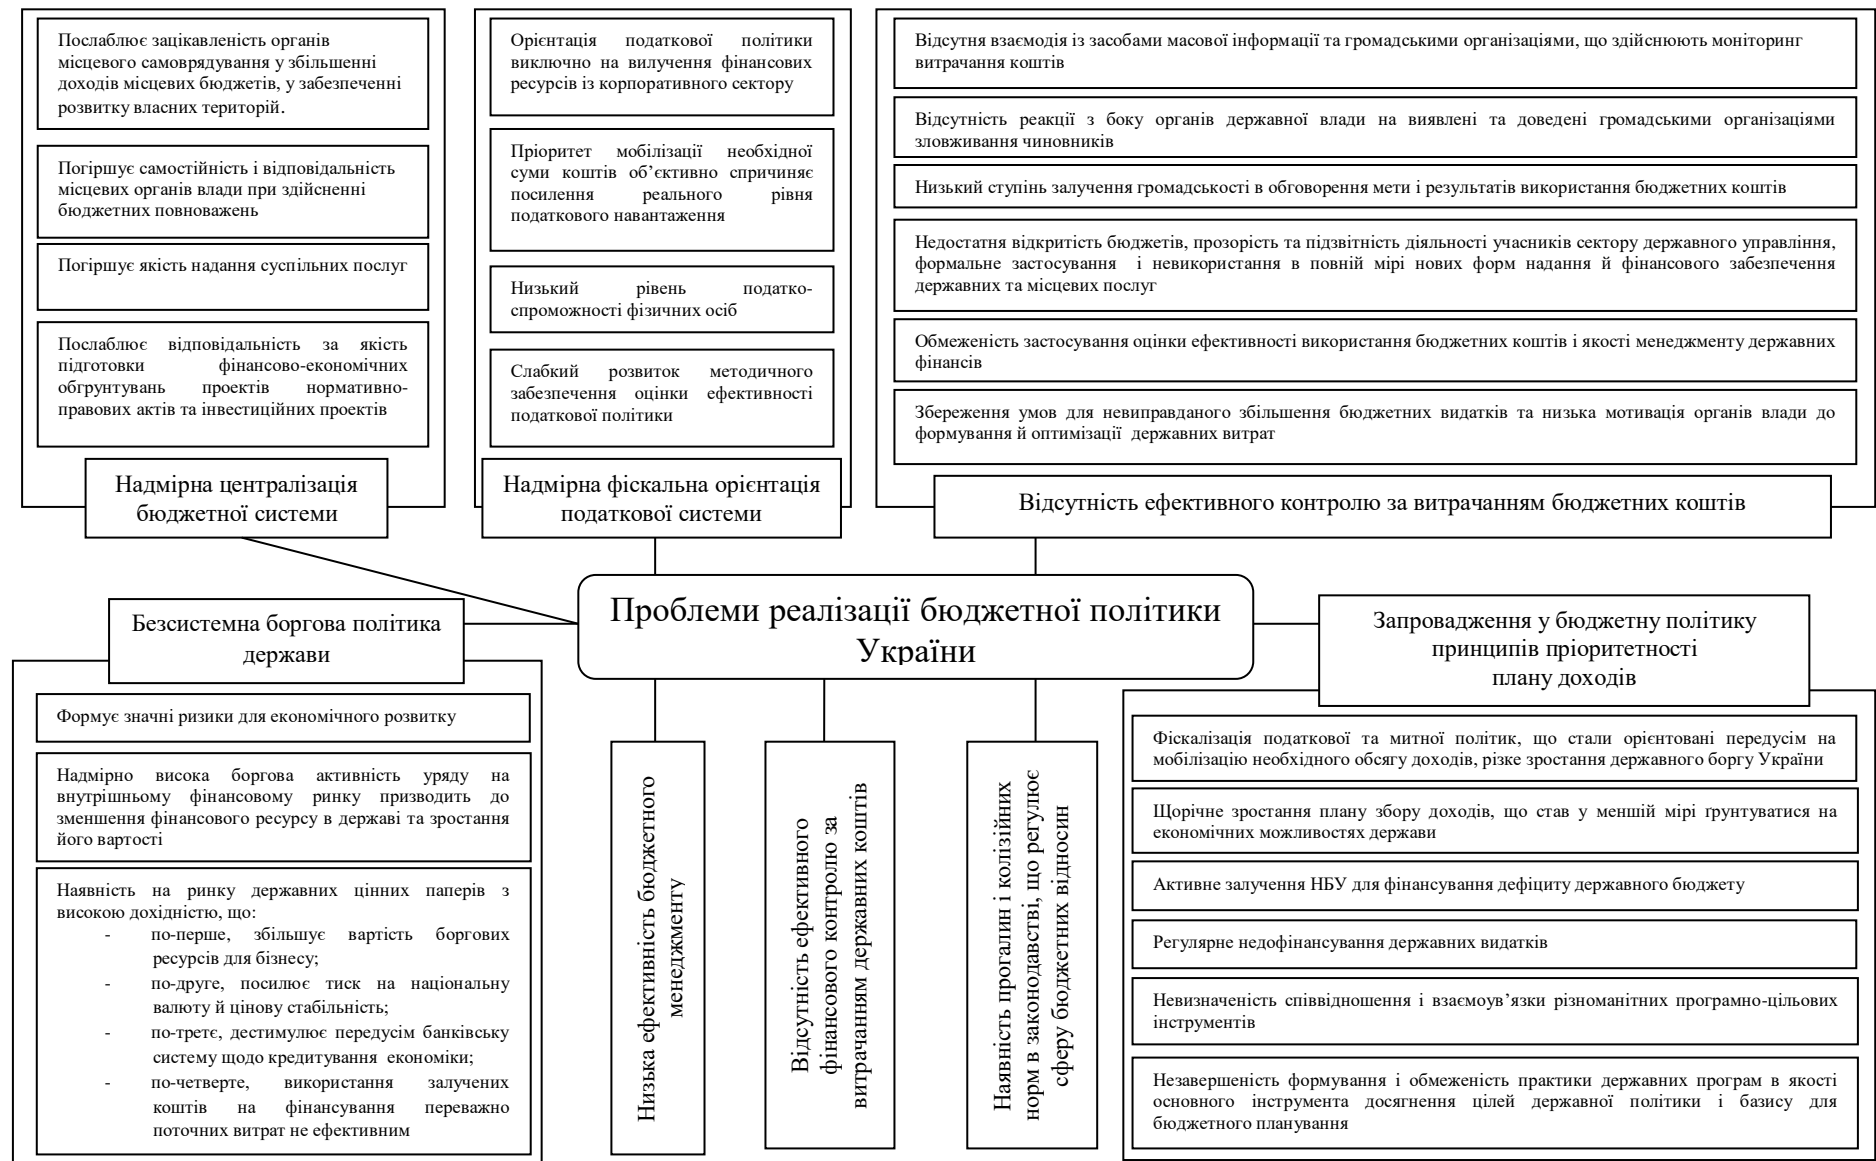 Послаблює зацікавленість органів
місцевого самоврядування у збільшенні
доходів місцевих бюджетів, у забезпеченні
розвитку власних територій.
Погіршує самостійність і відповідальність
місцевих органів влади при здійсненні
бюджетних повноважень
Погіршує якість надання суспільних послуг
Послаблює відповідальність за якість
підготовки фінансово-економічних
обґрунтувань проектів нормативно-
правових актів та інвестиційних проектів
Надмірна централізація
бюджетної системи
Орієнтація податкової політики
виключно на вилучення фінансових
ресурсів із корпоративного сектору
Пріоритет мобілізації необхідної
суми коштів об’єктивно спричиняє
посилення реального рівня
податкового навантаження
Низький рівень податко-
спроможності фізичних осіб
Слабкий розвиток методичного
забезпечення оцінки ефективності
податкової політики
Надмірна фіскальна орієнтація
податкової системи
Відсутня взаємодія із засобами масової інформації та громадськими організаціями, що здійснюють моніторинг
витрачання коштів
Відсутність реакції з боку органів державної влади на виявлені та доведені громадськими організаціями
зловживання чиновників
Низький ступінь залучення громадськості в обговорення мети і результатів використання бюджетних коштів
Недостатня відкритість бюджетів, прозорість та підзвітність діяльності учасників сектору державного управління,
формальне застосування і невикористання в повній мірі нових форм надання й фінансового забезпечення
державних та місцевих послуг
Обмеженість застосування оцінки ефективності використання бюджетних коштів і якості менеджменту державних
фінансів
Збереження умов для невиправданого збільшення бюджетних видатків та низька мотивація органів влади до
формування й оптимізації державних витрат
Відсутність ефективного контролю за витрачанням бюджетних коштів
Проблеми реалізації бюджетної політики
України
Безсистемна боргова політика
держави
Формує значні ризики для економічного розвитку
Надмірно висока боргова активність уряду на
внутрішньому фінансовому ринку призводить до
зменшення фінансового ресурсу в державі та зростання
його вартості
Наявність на ринку державних цінних паперів з
високою дохідністю, що:
- по-перше, збільшує вартість боргових
ресурсів для бізнесу;
- по-друге, посилює тиск на національну
валюту й цінову стабільність;
- по-третє, дестимулює передусім банківську
систему щодо кредитування економіки;
- по-четверте, використання залучених
коштів на фінансування переважно
поточних витрат не ефективним
Низька ефективність бюджетного
менеджменту
Відсутність ефективного
фінансового контролю за
витрачанням державних коштів
Наявність прогалин і колізійних
норм в законодавстві, що регулює
сферу бюджетних відносин
Запровадження у бюджетну політику
принципів пріоритетності
плану доходів
Фіскалізація податкової та митної політик, що стали орієнтовані передусім на
мобілізацію необхідного обсягу доходів, різке зростання державного боргу України
Щорічне зростання плану збору доходів, що став у меншій мірі ґрунтуватися на
економічних можливостях держави
Активне залучення НБУ для фінансування дефіциту державного бюджету
Регулярне недофінансування державних видатків
Невизначеність співвідношення і взаємоув’язки різноманітних програмно-цільових
інструментів
Незавершеність формування і обмеженість практики державних програм в якості
основного інструмента досягнення цілей державної політики і базису для
бюджетного планування